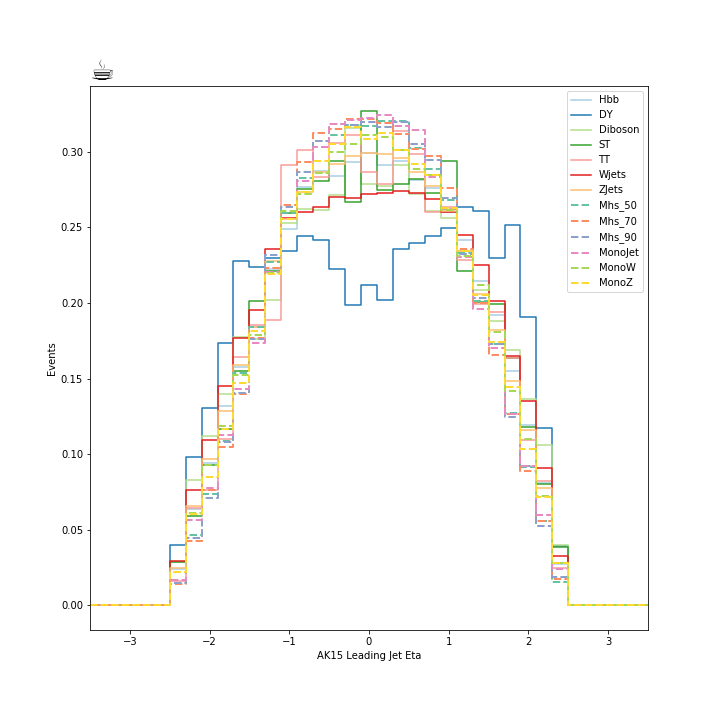 ☕
0.30
0.25
0.20
0.15
0.10
0.05
0.00
Events
−3 −2 −1 0 1 2 3
AK15 Leading Jet Eta
Hbb
DY
Diboson
ST
TT
Wjets
ZJets
Mhs_50
Mhs_70
Mhs_90
MonoJet
MonoW
MonoZ